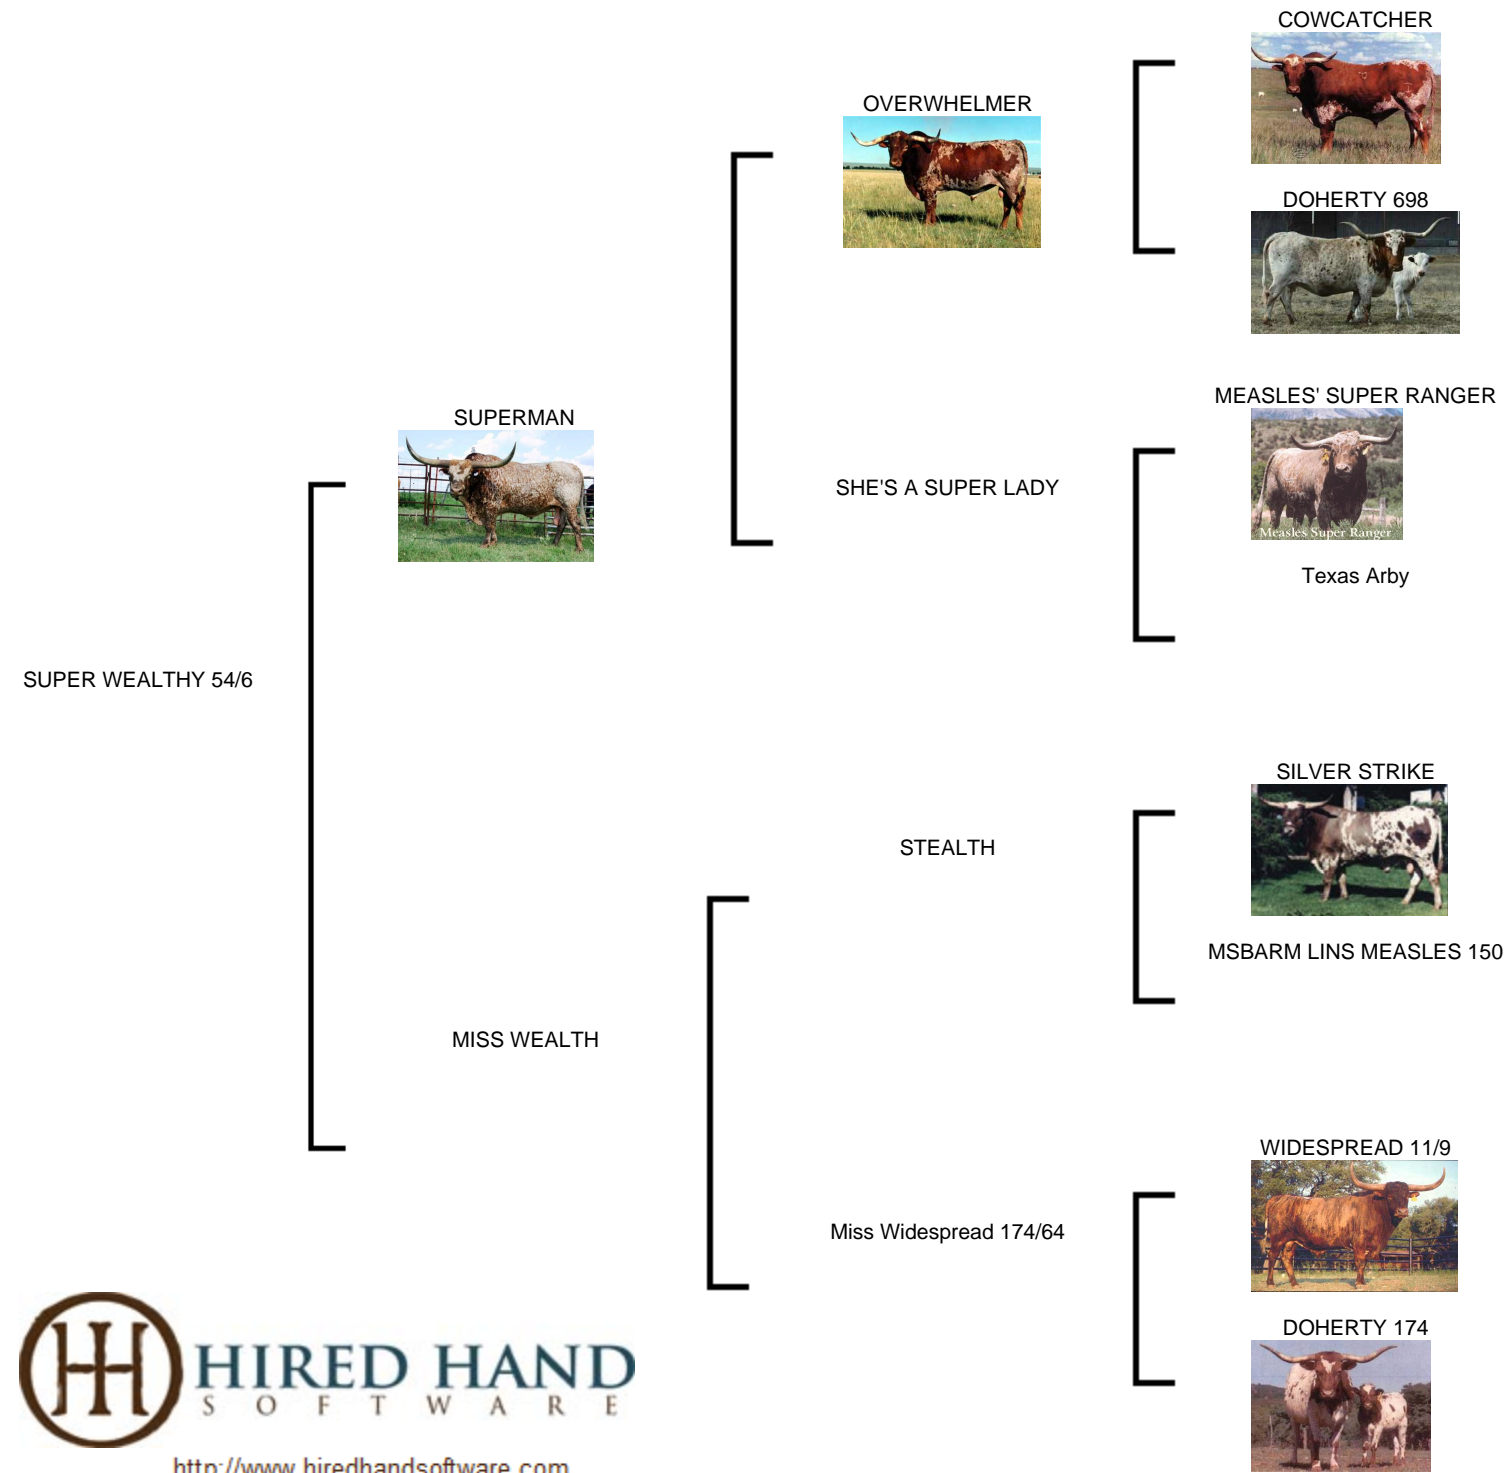 COWCATCHER
OVERWHELMER
DOHERTY 698
MEASLES' SUPER RANGER
SUPERMAN
SHE'S A SUPER LADY
Measles Super Ranger
Texas Arby
SUPER WEALTHY 54/6
SILVER STRIKE
STEALTH
MSBARM LINS MEASLES 150
MISS WEALTH
WIDESPREAD 11/9
Miss Widespread 174/64
DOHERTY 174
HIRED HAND
SOFTWARE
http://www.hiredhandsoftware.com